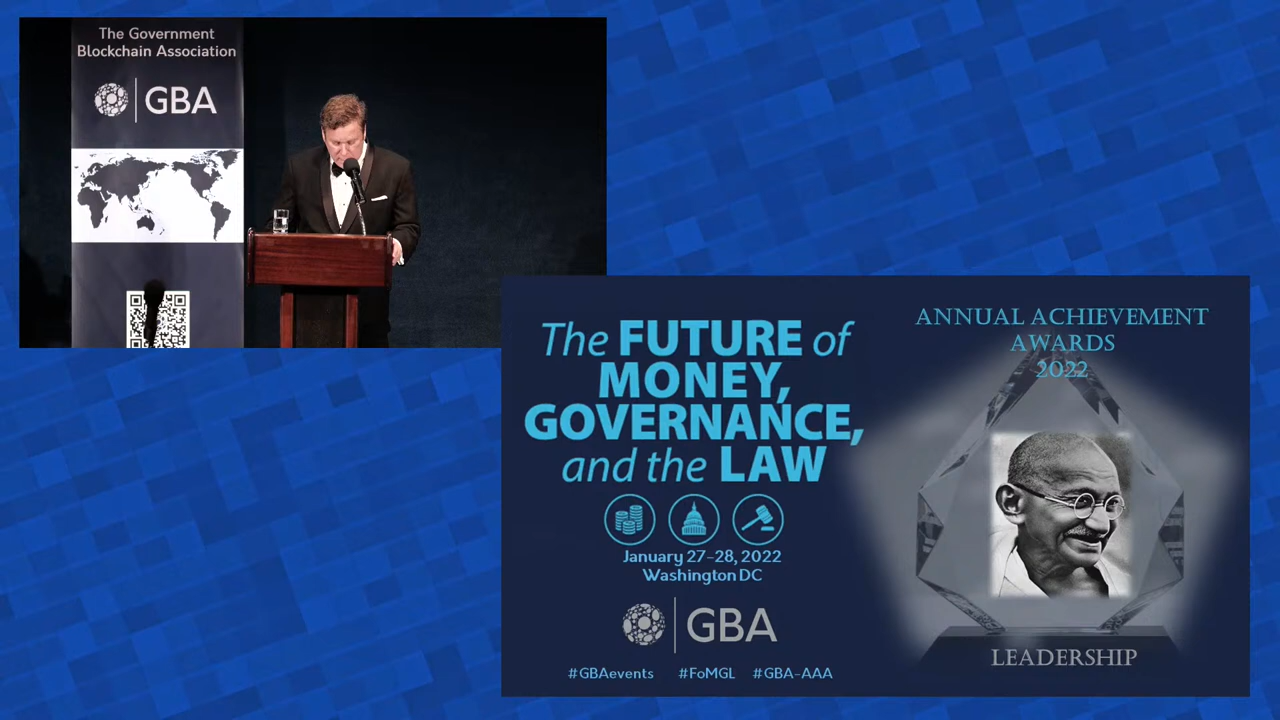 The Government
Blockchain Association
GBA
The FUTURE of
MONEY,
GOVERNANCE,
and the LAW
January 27-28, 2022
Washington DC
GBA
#GBAevents #FoMGL #GBA-AAA
ANNUAL ACHIEVEMENT
AWARDS
2022
LEADERSHIP